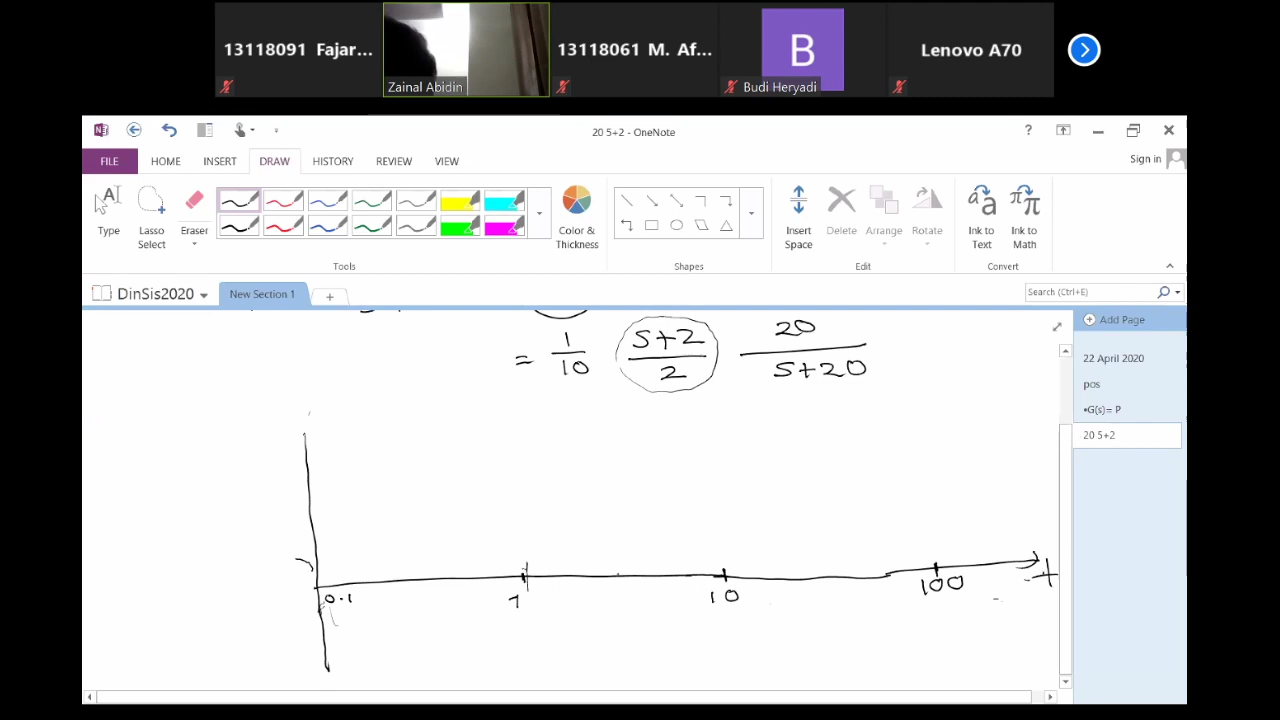 13118091 Fajar...
Zainal Abidin
13118061 M. Af...
B
Budi Heryadi
Lenovo A70
20 5+2 - OneNote
?
FILE HOME INSERT DRAW HISTORY REVIEW VIEW
Sign in
Type
Lasso Select
Eraser
Color & Thickness
Insert Space
Delete
Arrange
Rotate
Ink to Text
Ink to Math
Tools
Shapes
Edit
Convert
DinSis2020
New Section 1
Search (Ctrl+E)
Add Page
22 April 2020
pos
•G(s)= P
20 5+2
= 1/10 (s+2)/2 20/(s+20)
0.1 1 10 100